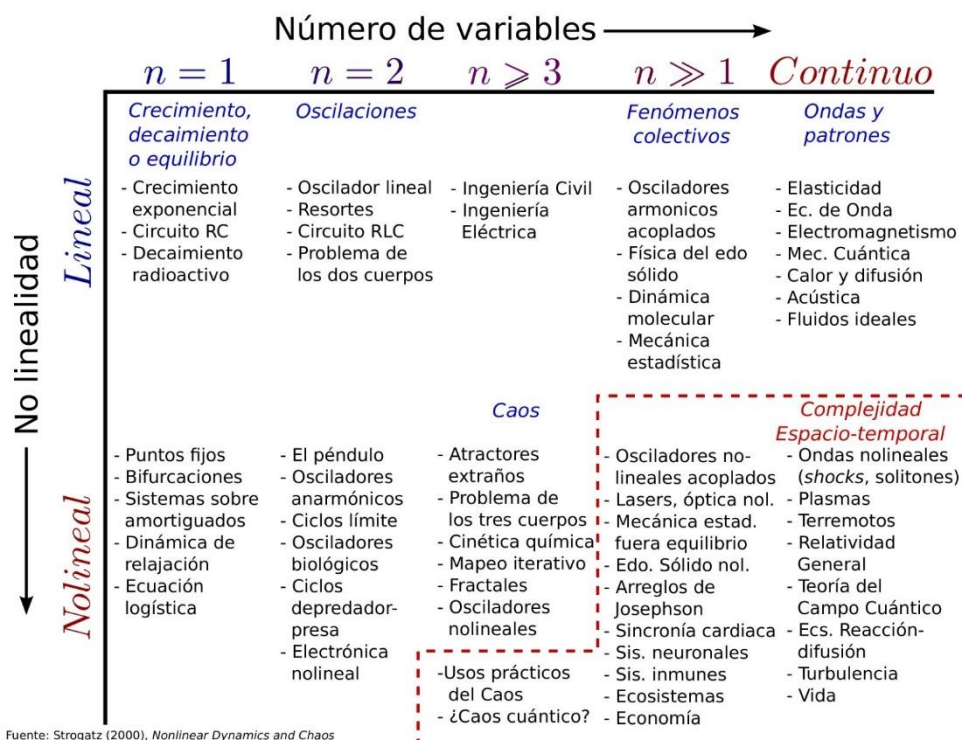 Número de variables
n = 1
n = 2
n ⩾ 3
n ≫ 1
Continuo
No linealidad
Lineal
Crecimiento,
decaimiento
o equilibrio
- Crecimiento
exponencial
- Circuito RC
- Decaimiento
radioactivo
Oscilaciones
- Oscilador lineal
- Resortes
- Circuito RLC
- Problema de
los dos cuerpos
- Ingeniería Civil
- Ingeniería
Eléctrica
Fenómenos
colectivos
- Osciladores
armonicos
acoplados
- Física del edo
sólido
- Dinámica
molecular
- Mecánica
estadística
Ondas y
patrones
- Elasticidad
- Ec. de Onda
- Electromagnetismo
- Mec. Cuántica
- Calor y difusión
- Acústica
- Fluidos ideales
Nolineal
- Puntos fijos
- Bifurcaciones
- Sistemas sobre
amortiguados
- Dinámica de
relajación
- Ecuación
logística
- El péndulo
- Osciladores
anarmónicos
- Ciclos límite
- Osciladores
biológicos
- Ciclos
depredador-
presa
- Electrónica
nolineal
Caos
- Atractores
extraños
- Problema de
los tres cuerpos
- Cinética química
- Mapeo iterativo
- Fractales
- Osciladores
nolineales
-Usos prácticos
del Caos
- ¿Caos cuántico?
- Osciladores no-
lineales acoplados
- Lasers, óptica nol.
- Mecánica estad.
fuera equilibrio
- Edo. Sólido nol.
- Arreglos de
Josephson
- Sincronía cardiaca
- Sis. neuronales
- Sis. inmunes
- Ecosistemas
- Economía
Complejidad
Espacio-temporal
- Ondas nolineales
(shocks, solitones)
- Plasmas
- Terremotos
- Relatividad
General
- Teoría del
Campo Cuántico
- Ecs. Reacción-
difusión
- Turbulencia
- Vida
Fuente: Strogatz (2000), Nonlinear Dynamics and Chaos